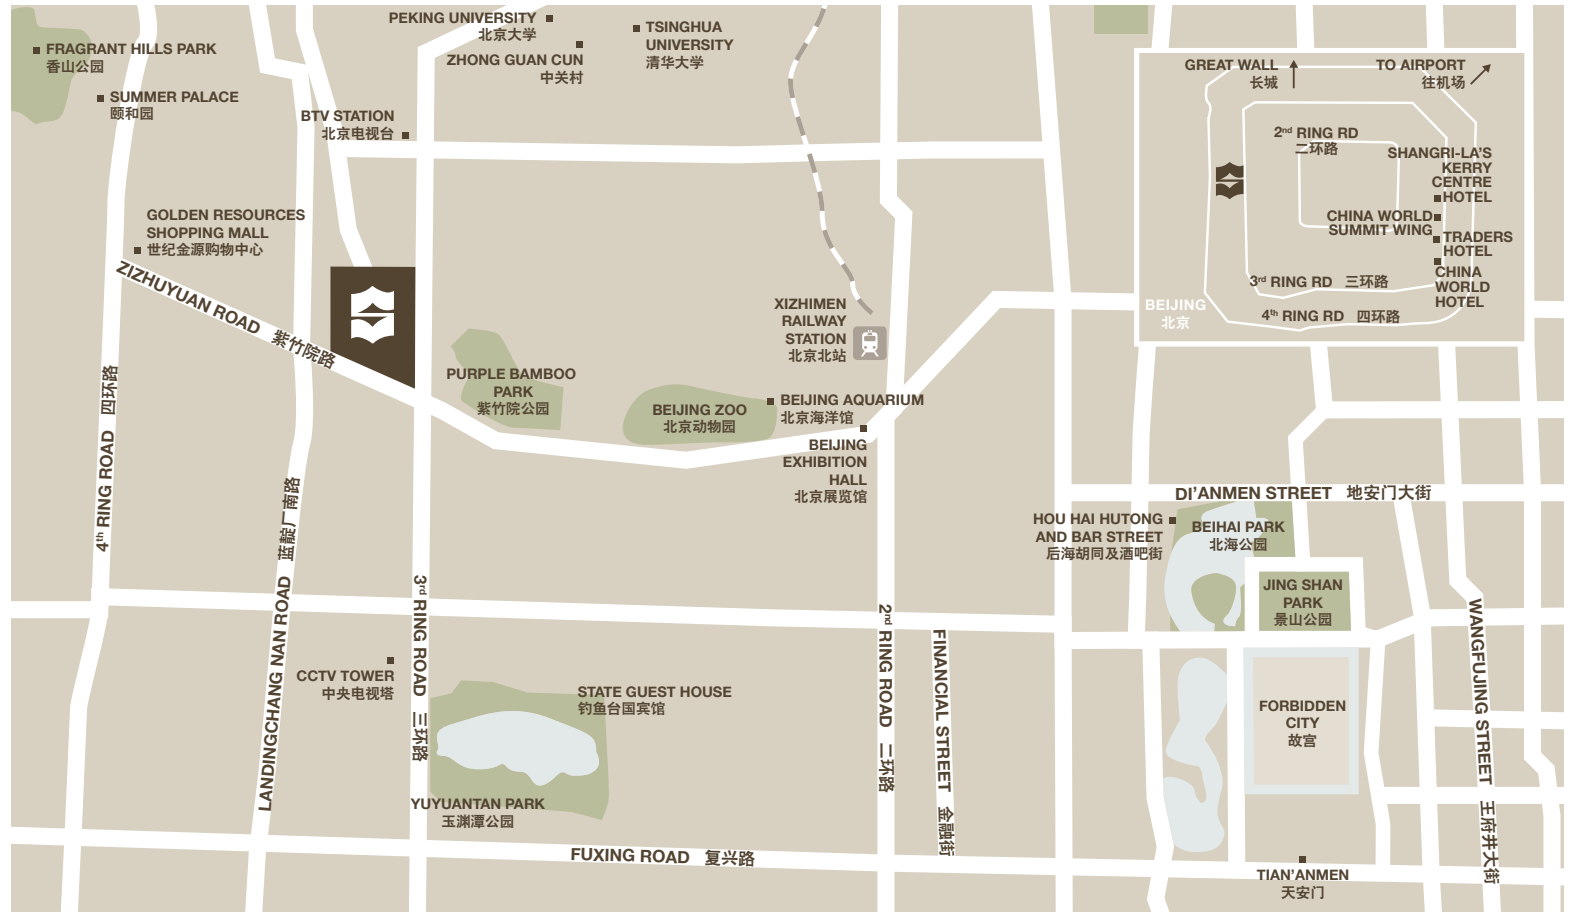 PEKING UNIVERSITY
北京大学
TSINGHUA
UNIVERSITY
清华大学
ZHONG GUAN CUN
中关村
FRAGRANT HILLS PARK
香山公园
SUMMER PALACE
颐和园
BTV STATION
北京电视台
GOLDEN RESOURCES
SHOPPING MALL
世纪金源购物中心
ZIZHUYUAN ROAD 紫竹院路
XIZHIMEN
RAILWAY
STATION
北京北站
PURPLE BAMBOO
PARK
紫竹院公园
BEIJING ZOO
北京动物园
BEIJING AQUARIUM
北京海洋馆
BEIJING
EXHIBITION
HALL
北京展览馆
4th RING ROAD 四环路
LANDINGCHANG NAN ROAD 蓝靛厂南路
3rd RING ROAD 三环路
2nd RING ROAD 二环路
FINANCIAL STREET 金融街
CCTV TOWER
中央电视塔
STATE GUEST HOUSE
钓鱼台国宾馆
YUYUANTAN PARK
玉渊潭公园
FUXING ROAD 复兴路
GREAT WALL
长城
TO AIRPORT
往机场
2nd RING RD
二环路
SHANGRI-LA'S
KERRY
CENTRE
HOTEL
CHINA WORLD
SUMMIT WING
TRADERS
HOTEL
CHINA
WORLD
HOTEL
3rd RING RD 三环路
4th RING RD 四环路
BEIJING
北京
DI'ANMEN STREET 地安门大街
HOU HAI HUTONG
AND BAR STREET
后海胡同及酒吧街
BEIHAI PARK
北海公园
JING SHAN
PARK
景山公园
FORBIDDEN
CITY
故宫
WANGFUJING STREET 王府井大街
TIAN'ANMEN
天安门